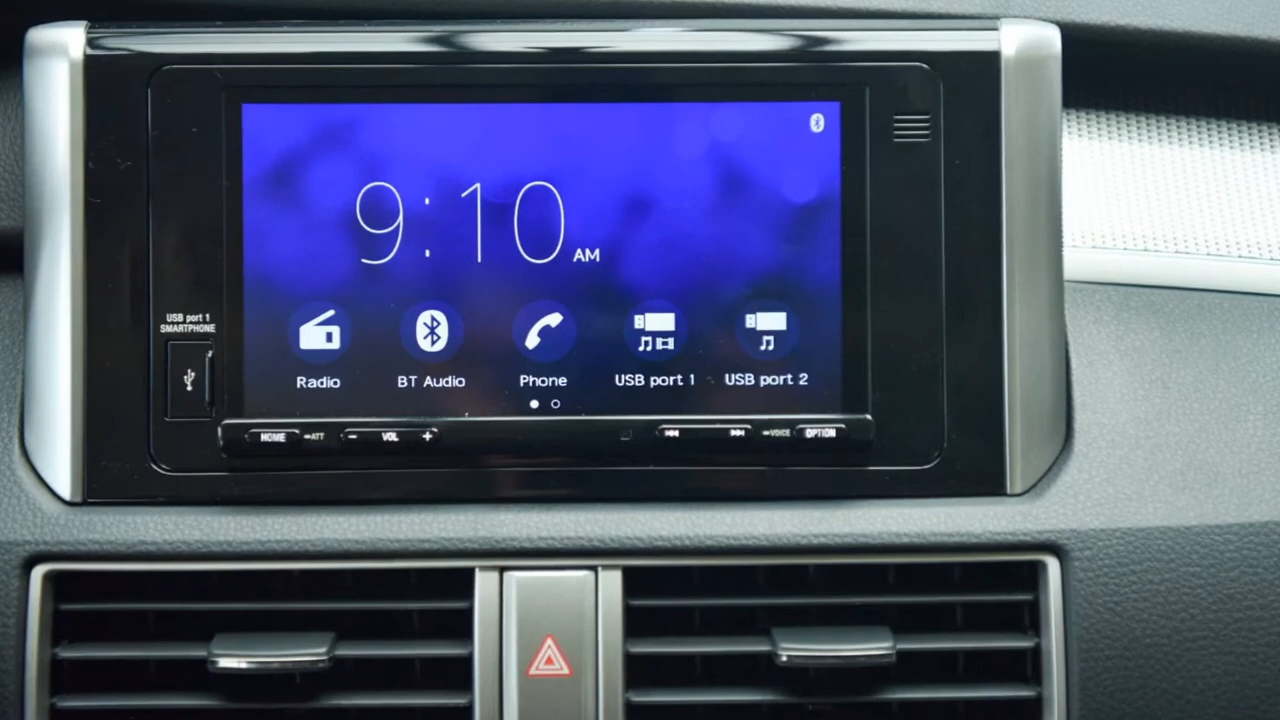 9:10 AM
USB port 1
SMARTPHONE
Radio
BT Audio
Phone
USB port 1
USB port 2
HOME
ATT
- VOL +
VOICE
OPTION